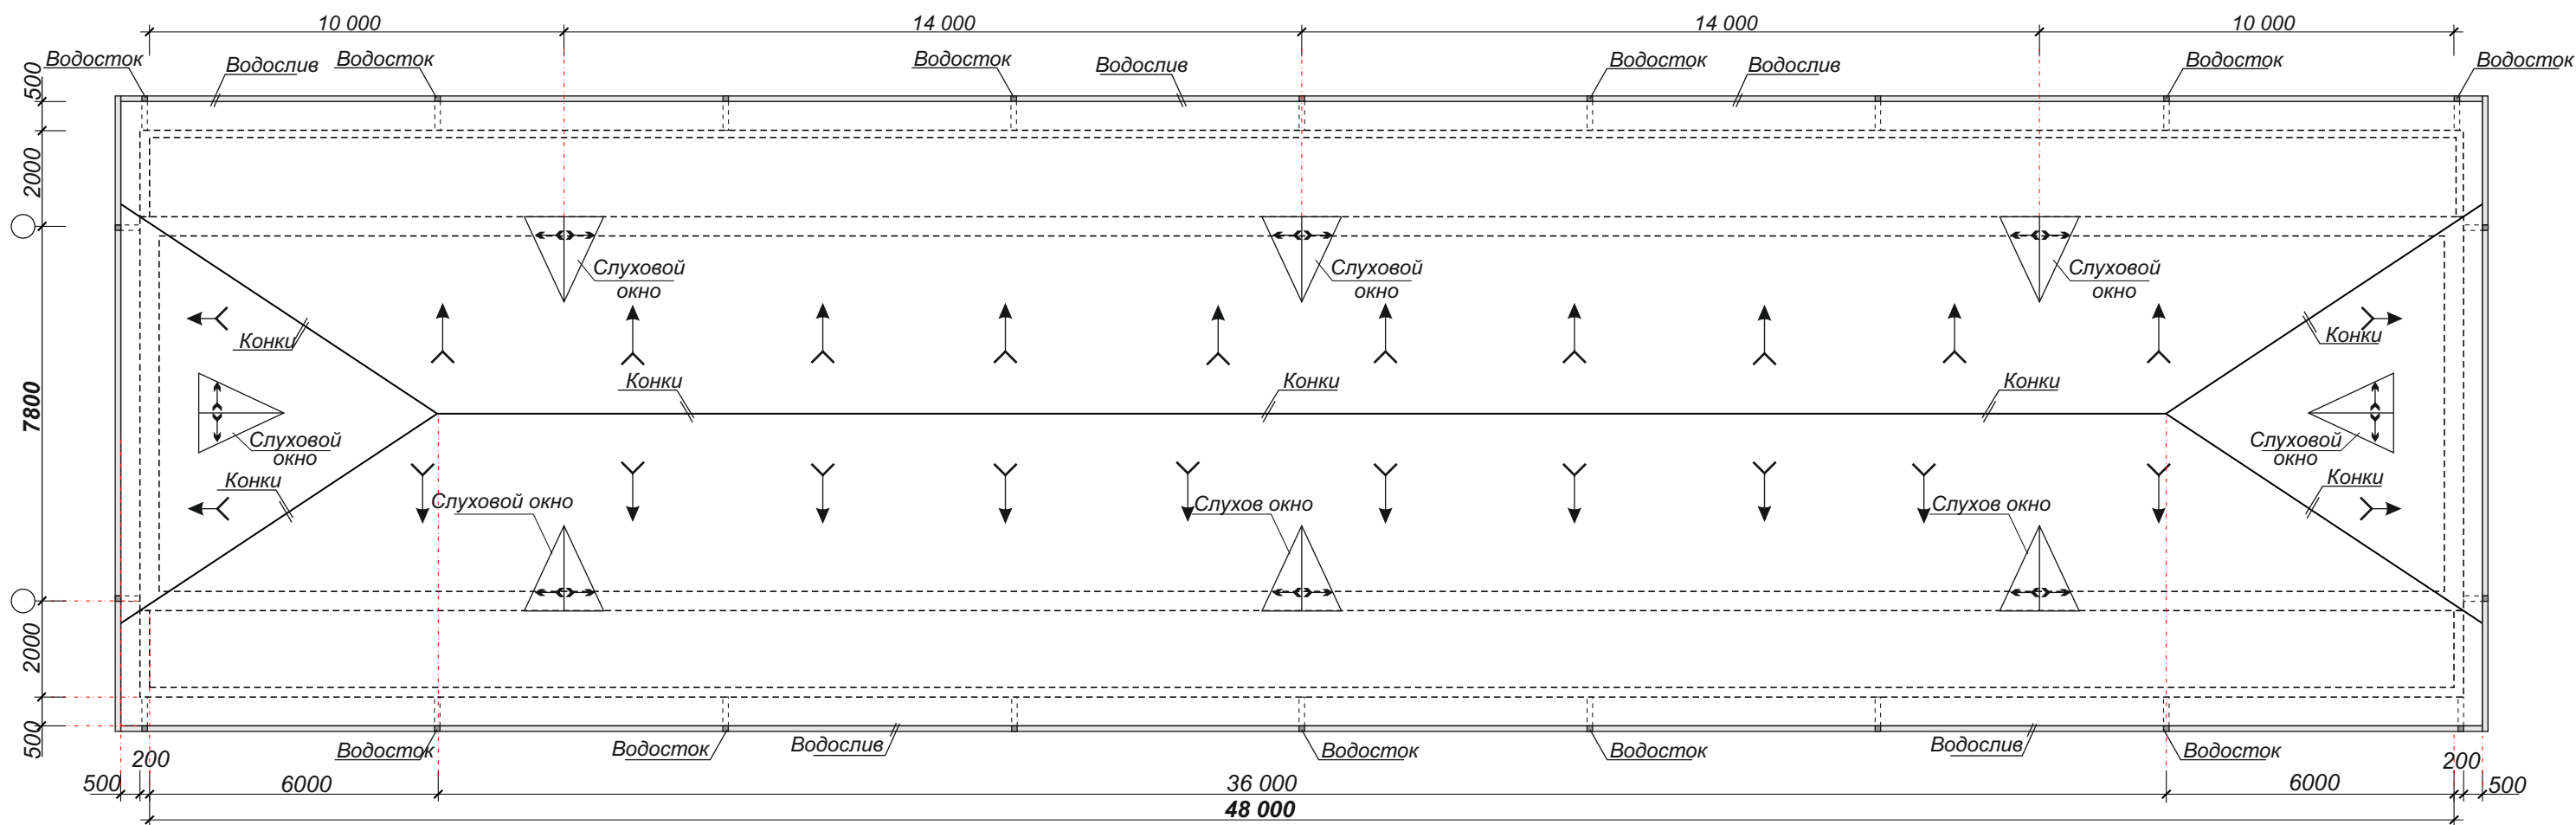 10 000
14 000
14 000
10 000
Водосток
Водослив
Водосток
Водосток
Водослив
Водосток
Водослив
Водосток
Водосток
500
2000
7800
2000
500
Слуховой
окно
Слуховой
окно
Слуховой
окно
Конки
Конки
Конки
Конки
Конки
Слуховой
окно
Слуховой
окно
Конки
Конки
Слуховой окно
Слухов окно
Слухов окно
Водосток
Водосток
Водослив
Водосток
Водосток
Водослив
Водосток
500
200
6000
36 000
6000
200
500
48 000